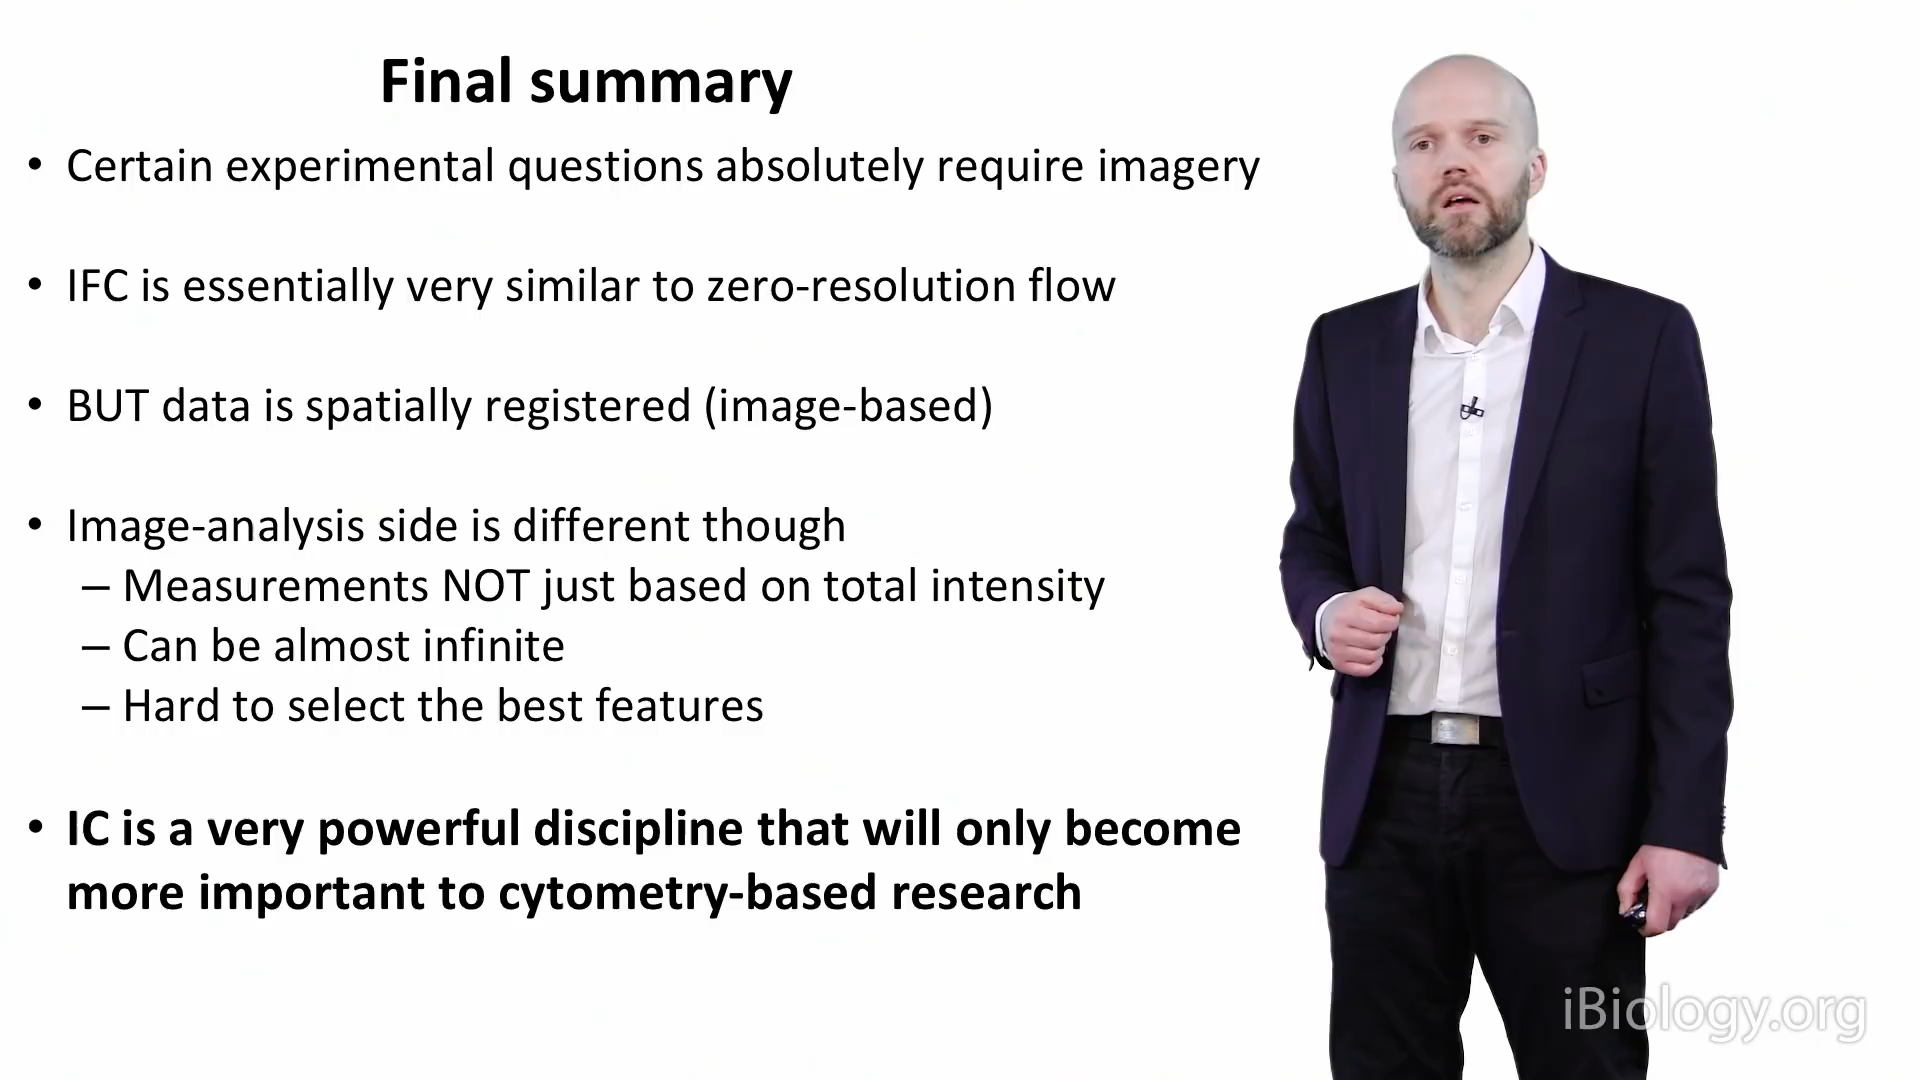 Final summary
• Certain experimental questions absolutely require imagery
• IFC is essentially very similar to zero-resolution flow
• BUT data is spatially registered (image-based)
• Image-analysis side is different though
– Measurements NOT just based on total intensity
– Can be almost infinite
– Hard to select the best features
• IC is a very powerful discipline that will only become
more important to cytometry-based research
iBiology.org